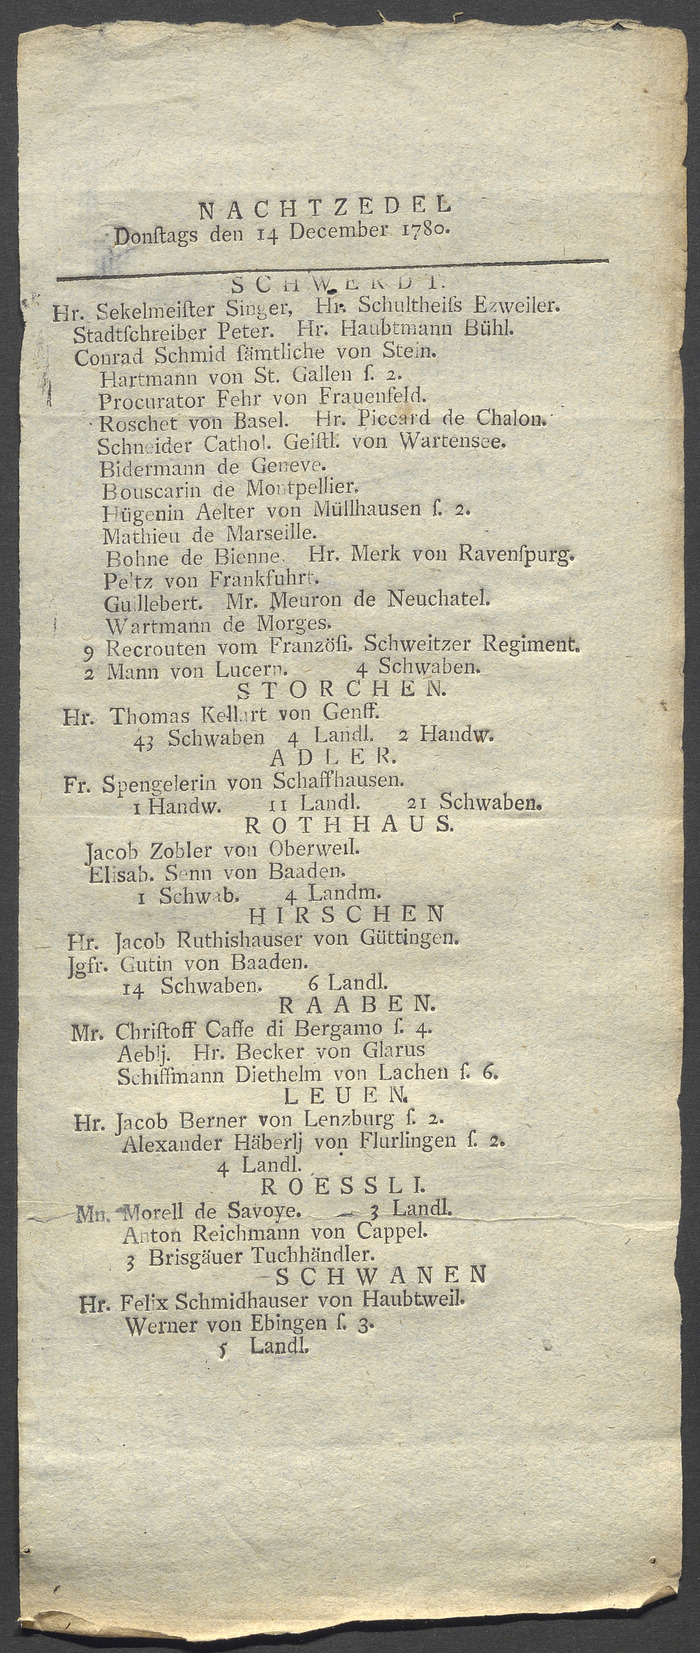 NACHTZEDEL
Donſtags den 14 December 1780.
SCHWERDT.
Hr. Sekelmeiſter Singer, Hr. Schultheiſs Ezweiler.
Stadtſchreiber Peter. Hr. Haubtmann Bühl.
Conrad Schmid ſämtliche von Stein.
Hartmann von St. Gallen ſ. 2.
Procurator Fehr von Frauenfeld.
Roschet von Basel. Hr. Piccard de Chalon.
Schneider Cathol. Geiſtl. von Wartensee.
Bidermann de Geneve.
Bouscarin de Montpellier.
Hügenin Aelter von Müllhausen ſ. 2.
Mathieu de Marseille.
Bohne de Bienne. Hr. Merk von Ravenſpurg.
Peltz von Frankfuhrt.
Guillebert. Mr. Meuron de Neuchatel.
Wartmann de Morges.
9 Recrouten vom Franzöſi. Schweitzer Regiment.
2 Mann von Lucern. 4 Schwaben.
STORCHEN.
Hr. Thomas Kellart von Genff.
43 Schwaben 4 Landl. 2 Handw.
ADLER.
Fr. Spengelerin von Schaffhausen.
1 Handw. 11 Landl. 21 Schwaben.
ROTHHAUS.
Jacob Zobler von Oberweil.
Elisab. Senn von Baaden.
1 Schwab. 4 Landm.
HIRSCHEN
Hr. Jacob Ruthishauser von Güttingen.
Jgfr. Gutin von Baaden.
14 Schwaben. 6 Landl.
RAABEN.
Mr. Chriſtoff Caffe di Bergamo ſ. 4.
Aeblj. Hr. Becker von Glarus
Schiffmann Diethelm von Lachen ſ. 6.
LEUEN.
Hr. Jacob Berner von Lenzburg ſ. 2.
Alexander Häberlj von Flurlingen ſ. 2.
4 Landl.
ROESSLI.
Mn. Morell de Savoye. 3 Landl.
Anton Reichmann von Cappel.
3 Brisgäuer Tuchhändler.
SCHWANEN
Hr. Felix Schmidhauser von Haubtweil.
Werner von Ebingen ſ. 3.
5 Landl.